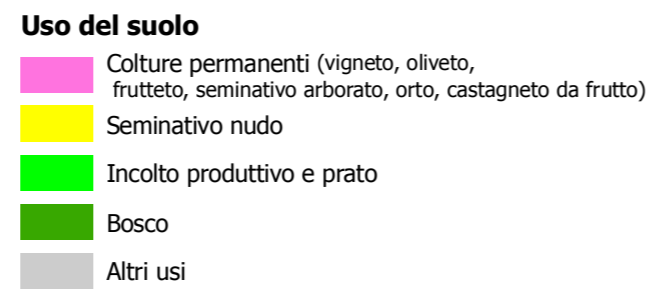 Uso del suolo
Colture permanenti (vigneto, oliveto,
frutteto, seminativo arborato, orto, castagneto da frutto)
Seminativo nudo
Incolto produttivo e prato
Bosco
Altri usi